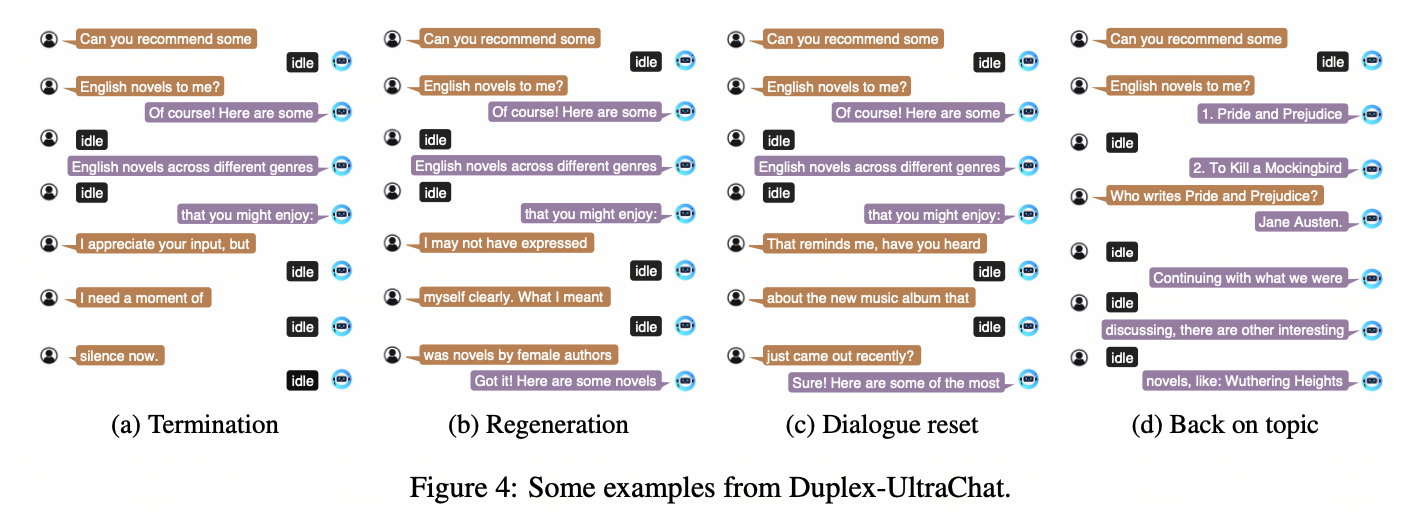 Can you recommend some
idle
English novels to me?
Of course! Here are some
idle
English novels across different genres
idle
that you might enjoy:
I appreciate your input, but
idle
I need a moment of
idle
silence now.
idle
(a) Termination
Can you recommend some
idle
English novels to me?
Of course! Here are some
idle
English novels across different genres
idle
that you might enjoy:
I may not have expressed
idle
myself clearly. What I meant
idle
was novels by female authors
Got it! Here are some novels
(b) Regeneration
Can you recommend some
idle
English novels to me?
Of course! Here are some
idle
English novels across different genres
idle
that you might enjoy:
That reminds me, have you heard
idle
about the new music album that
idle
just came out recently?
Sure! Here are some of the most
(c) Dialogue reset
Can you recommend some
idle
English novels to me?
1. Pride and Prejudice
idle
2. To Kill a Mockingbird
Who writes Pride and Prejudice?
Jane Austen.
idle
Continuing with what we were
idle
discussing, there are other interesting
idle
novels, like: Wuthering Heights
(d) Back on topic
Figure 4: Some examples from Duplex-UltraChat.